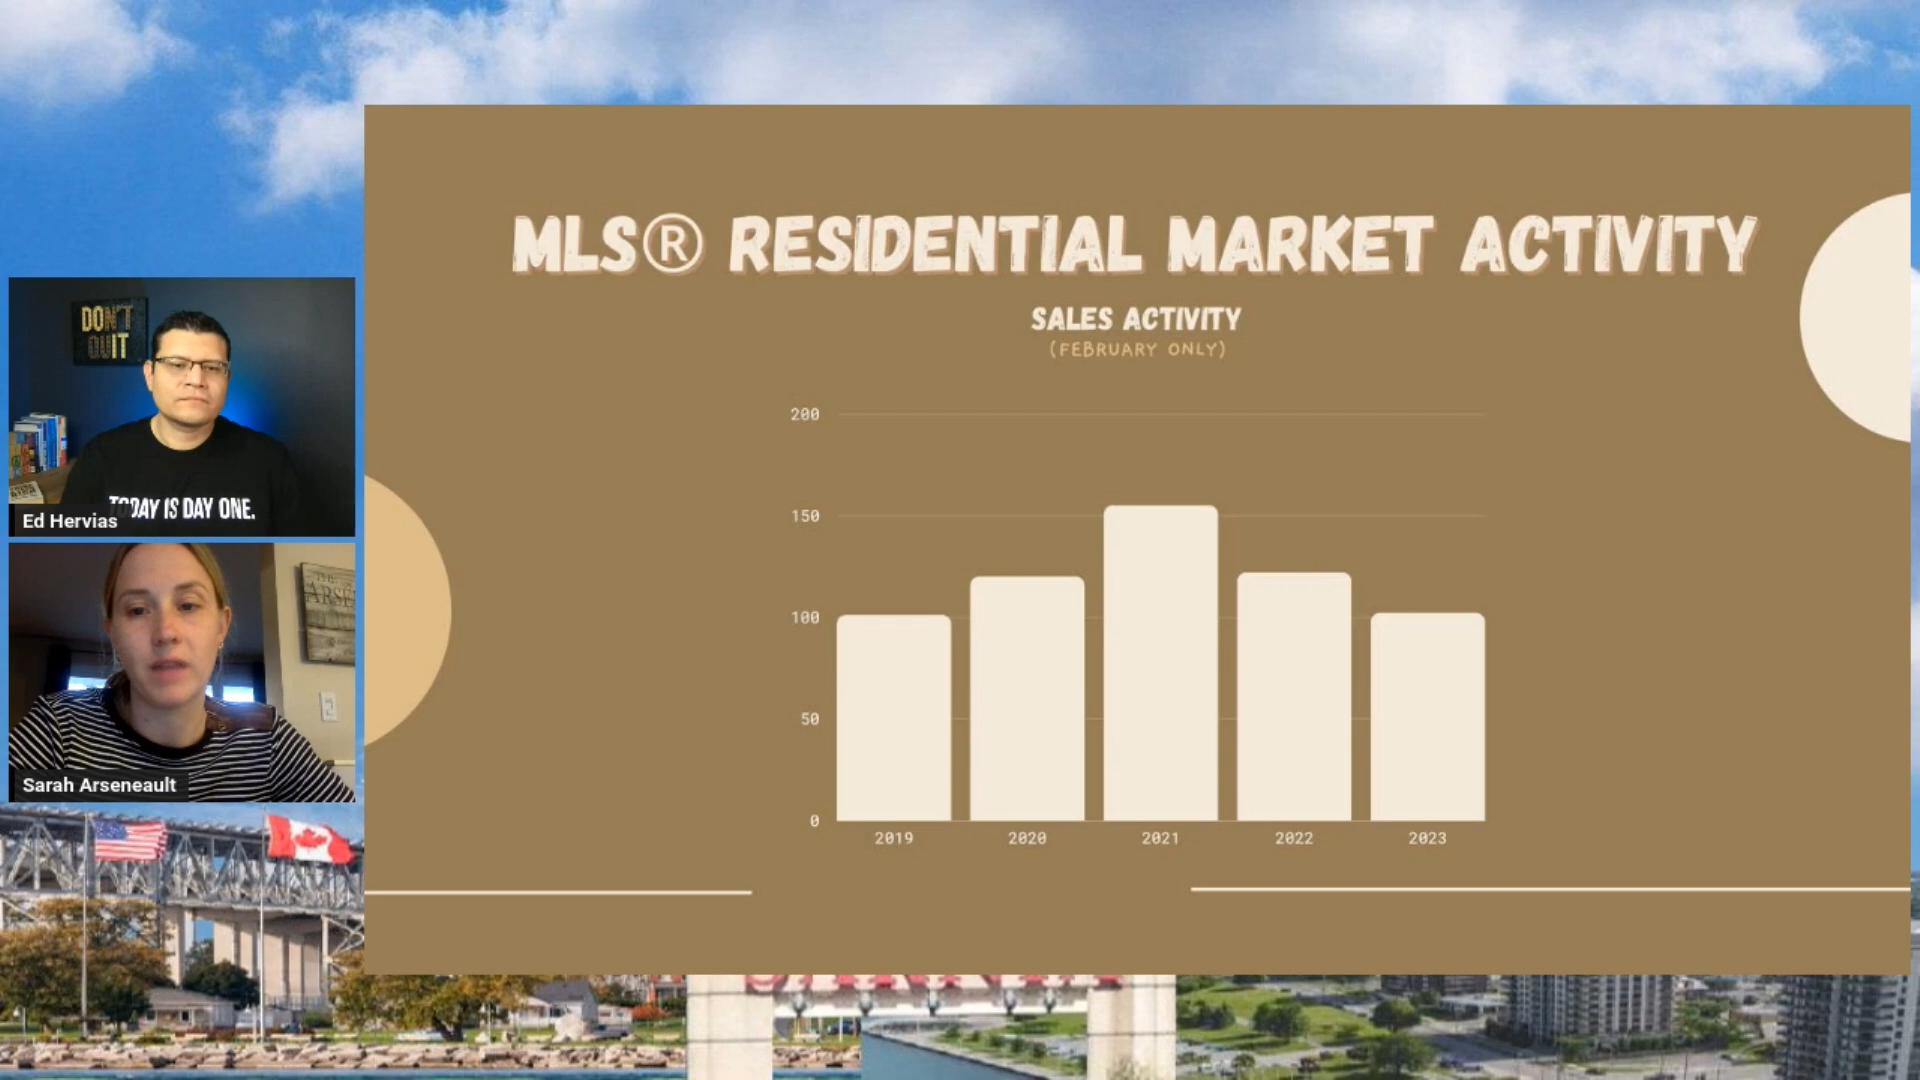 MLS® RESIDENTIAL MARKET ACTIVITY
SALES ACTIVITY
(FEBRUARY ONLY)
200
150
100
50
0
2019
2020
2021
2022
2023
DON'T
QUIT
TODAY IS DAY ONE.
Ed Hervias
Sarah Arseneault